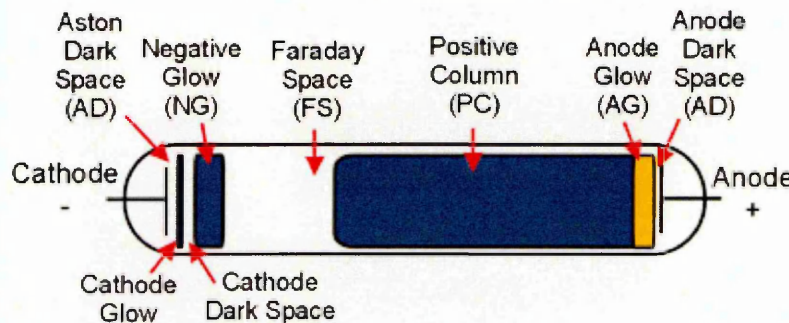 Aston
Dark
Space
(AD)
Negative
Glow
(NG)
Faraday
Space
(FS)
Positive
Column
(PC)
Anode
Glow
(AG)
Anode
Dark
Space
(AD)
Cathode
-
Anode
+
Cathode
Glow
Cathode
Dark Space